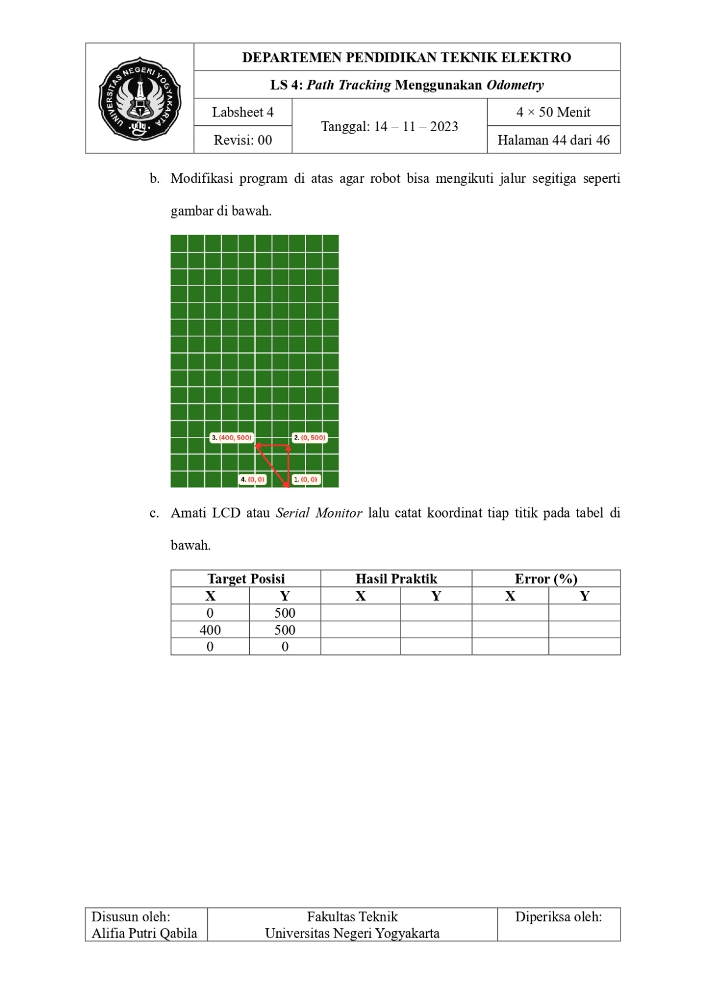 UNIVERSITAS NEGERI YOGYAKARTA
uny
DEPARTEMEN PENDIDIKAN TEKNIK ELEKTRO
LS 4: Path Tracking Menggunakan Odometry
Labsheet 4
Tanggal: 14 – 11 – 2023
4 × 50 Menit
Revisi: 00
Halaman 44 dari 46
b. Modifikasi program di atas agar robot bisa mengikuti jalur segitiga seperti
gambar di bawah.
3. (400, 500)
2. (0, 500)
4. (0, 0)
1. (0, 0)
c. Amati LCD atau Serial Monitor lalu catat koordinat tiap titik pada tabel di
bawah.
Target Posisi Hasil Praktik Error (%)
X Y X Y X Y
0 500
400 500
0 0
Disusun oleh:
Alifia Putri Qabila
Fakultas Teknik
Universitas Negeri Yogyakarta
Diperiksa oleh: